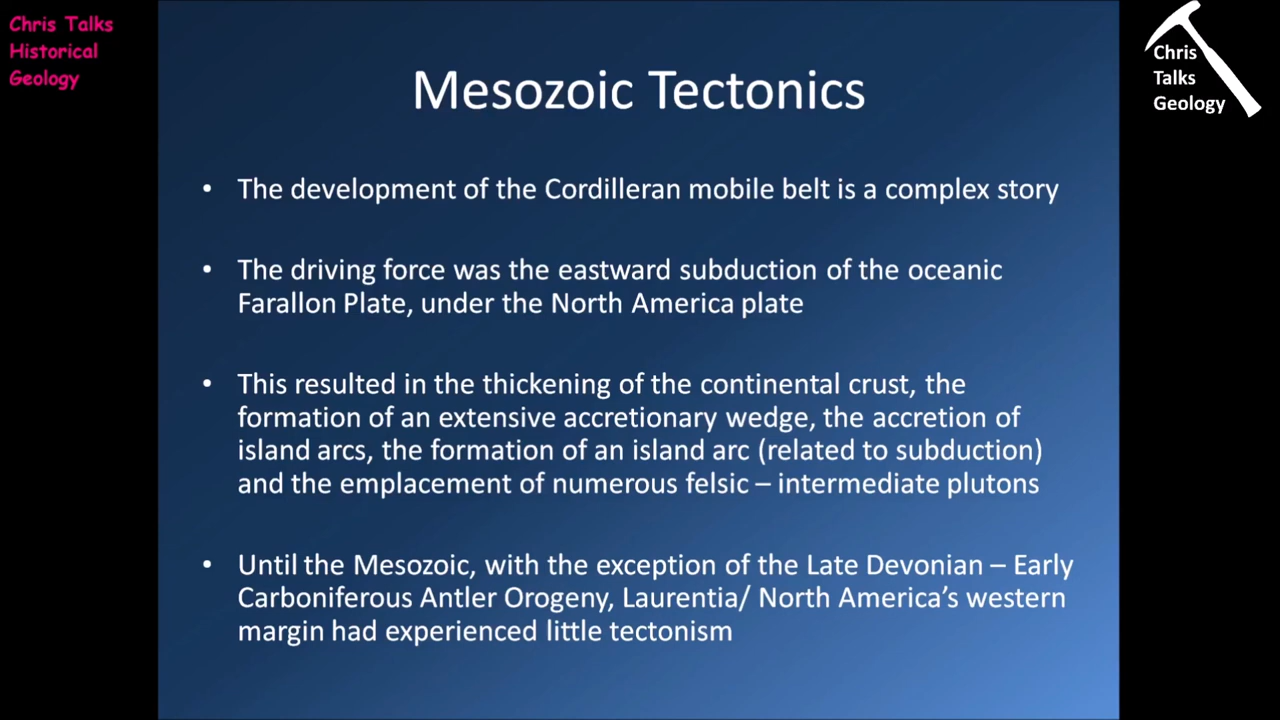 Chris Talks
Historical
Geology
Chris
Talks
Geology
Mesozoic Tectonics
• The development of the Cordilleran mobile belt is a complex story
• The driving force was the eastward subduction of the oceanic
Farallon Plate, under the North America plate
• This resulted in the thickening of the continental crust, the
formation of an extensive accretionary wedge, the accretion of
island arcs, the formation of an island arc (related to subduction)
and the emplacement of numerous felsic – intermediate plutons
• Until the Mesozoic, with the exception of the Late Devonian – Early
Carboniferous Antler Orogeny, Laurentia/ North America’s western
margin had experienced little tectonism